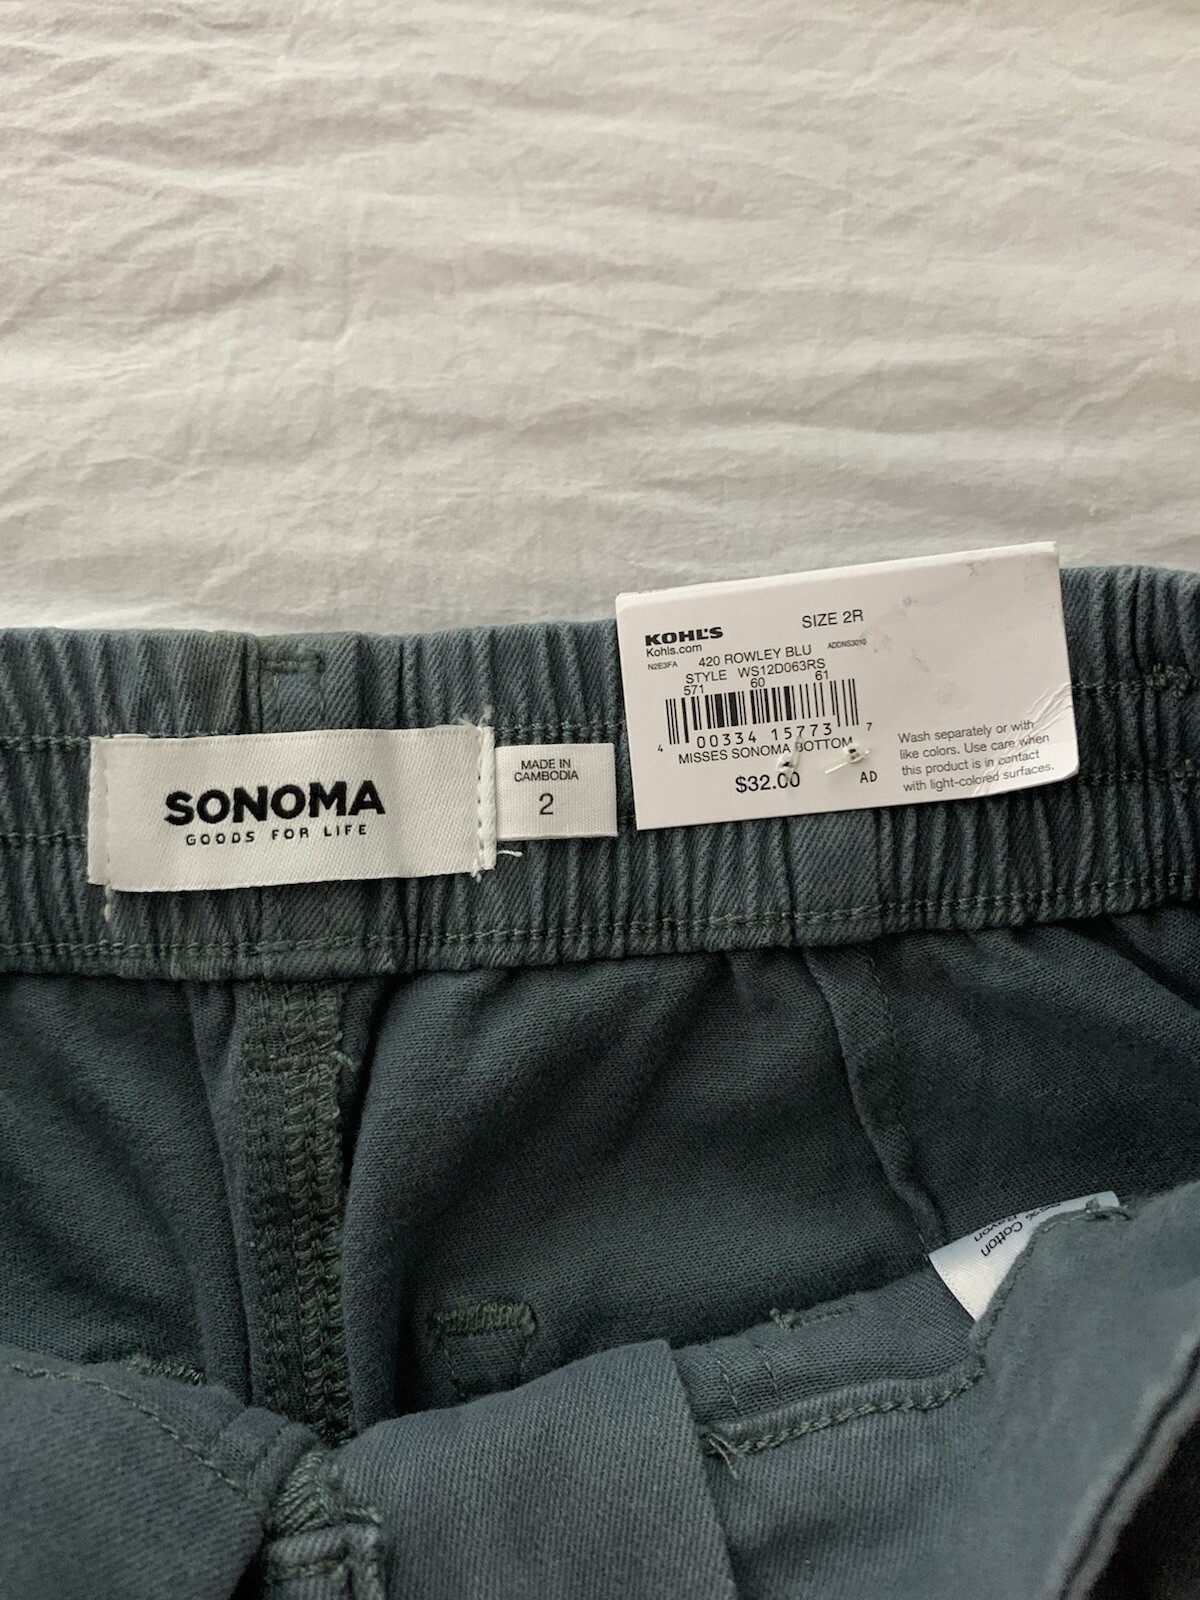 SONOMA
GOODS FOR LIFE
MADE IN
CAMBODIA
2
KOHL'S
Kohls.com
SIZE 2R
N2E3FA 420 ROWLEY BLU ADDNS3010
STYLE WS12D063RS
571 60 61
4 00334 15773 7
MISSES SONOMA BOTTOM
$32.00 AD
Wash separately or with
like colors. Use care when
this product is in contact
with light-colored surfaces.
% Cotton
Rayon